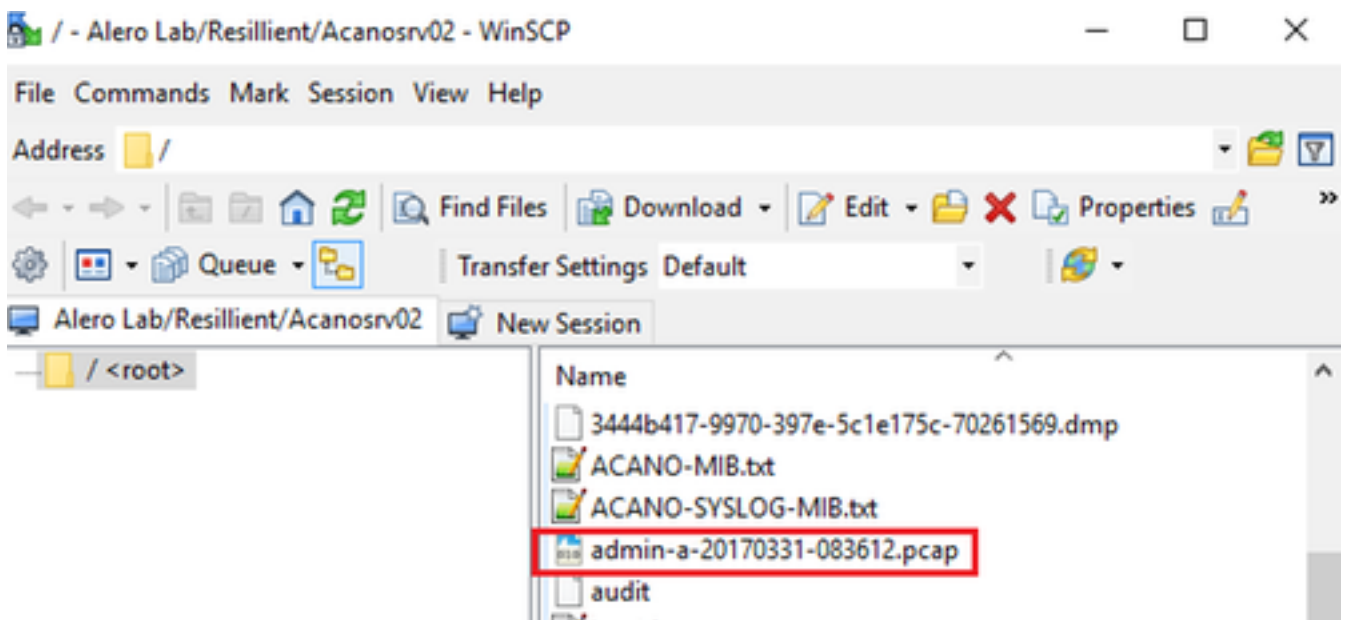 / - Alero Lab/Resillient/Acanosrv02 - WinSCP
File Commands Mark Session View Help
Address /
Find Files Download Edit Properties »
Queue Transfer Settings Default
Alero Lab/Resillient/Acanosrv02 New Session
/ <root>
Name
3444b417-9970-397e-5c1e175c-70261569.dmp
ACANO-MIB.txt
ACANO-SYSLOG-MIB.txt
admin-a-20170331-083612.pcap
audit